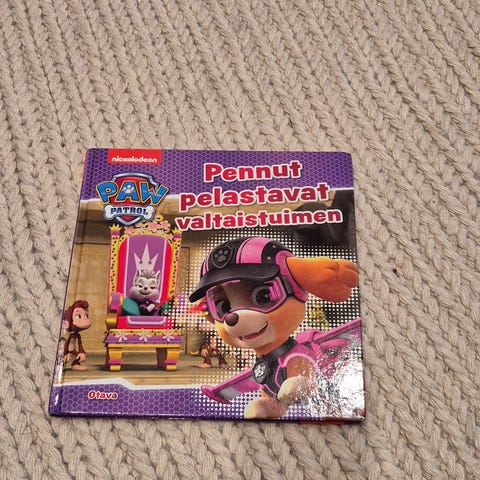 nickelodeon
PAW
PATROL
Pennut
pelastavat
valtaistuimen
Otava